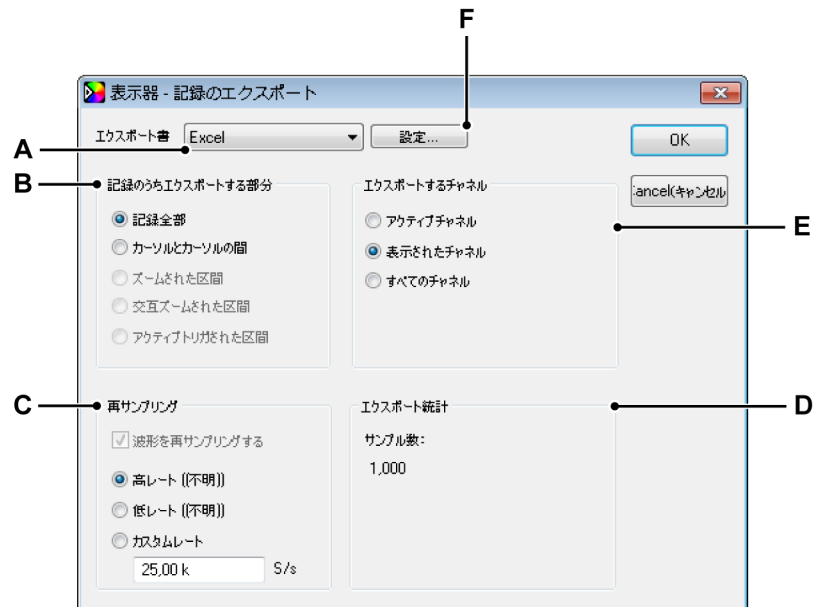 F
表示器 - 記録のエクスポート
エクスポート書 Excel 設定... OK
A
B 記録のうちエクスポートする部分 エクスポートするチャネル Cancel(キャンセル
記録全部 アクティブチャネル E
カーソルとカーソルの間 表示されたチャネル
ズームされた区間 すべてのチャネル
交互ズームされた区間
アクティブトリガされた区間
C 再サンプリング エクスポート統計 D
波形を再サンプリングする サンプル数:
1,000
高レート ((不明))
低レート ((不明))
カスタムレート
25,00 k S/s